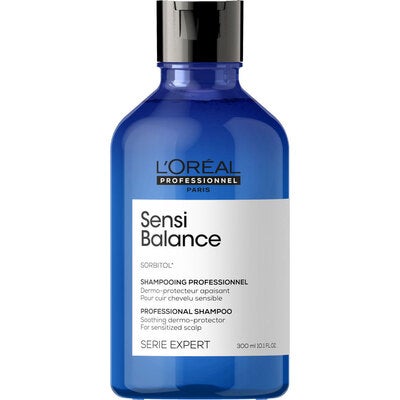 L'ORÉAL
PROFESSIONNEL
PARIS
Sensi
Balance
SORBITOL*
SHAMPOOING PROFESSIONNEL
Dermo-protecteur apaisant
Pour cuir chevelu sensible
PROFESSIONAL SHAMPOO
Soothing dermo-protector
For sensitized scalp
SERIE EXPERT 300 ml 10.1 FL.OZ